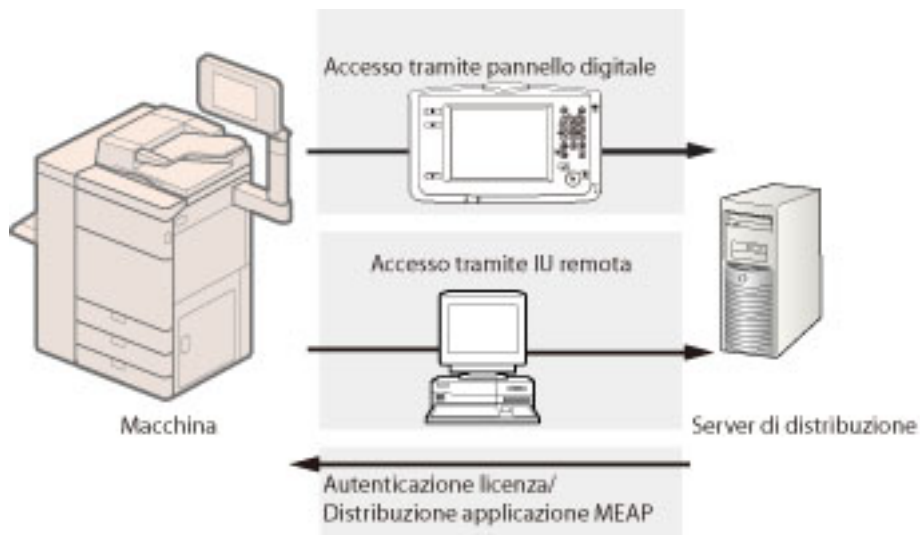 Accesso tramite pannello digitale
Accesso tramite IU remota
Macchina
Server di distribuzione
Autenticazione licenza/
Distribuzione applicazione MEAP